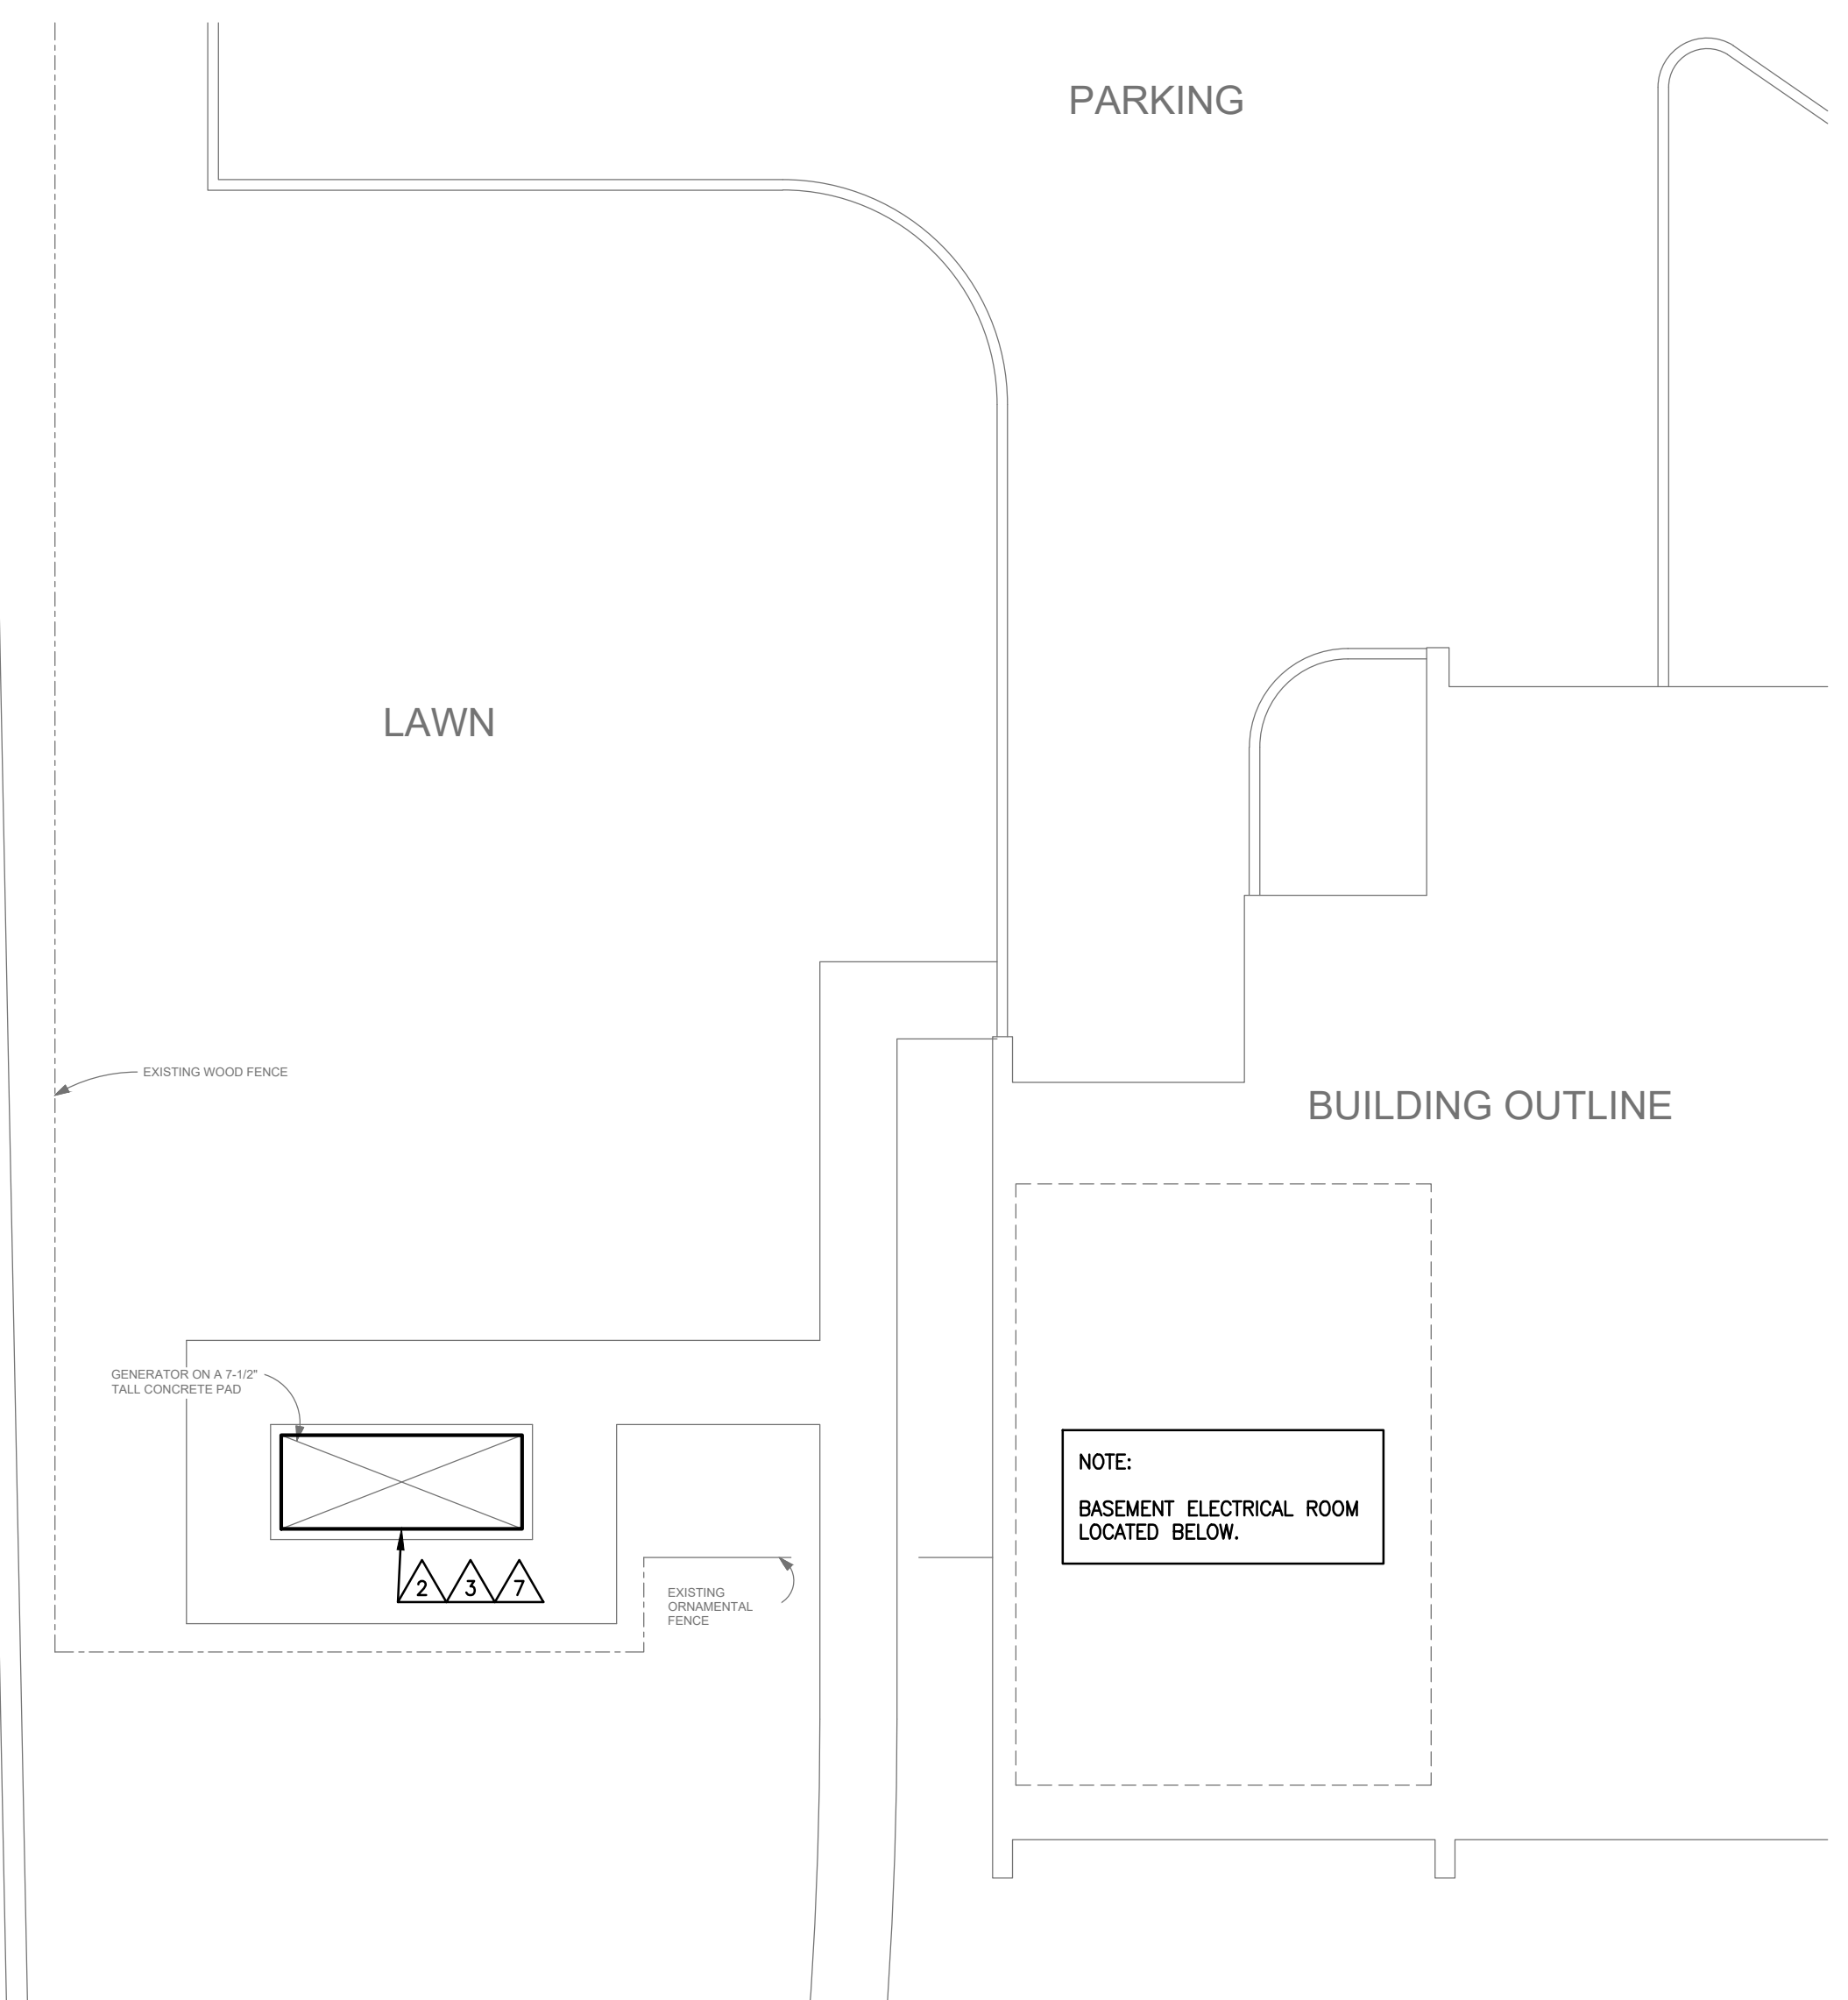 PARKING
LAWN
EXISTING WOOD FENCE
BUILDING OUTLINE
GENERATOR ON A 7-1/2"
TALL CONCRETE PAD
NOTE:
BASEMENT ELECTRICAL ROOM
LOCATED BELOW.
2 3 7
EXISTING
ORNAMENTAL
FENCE